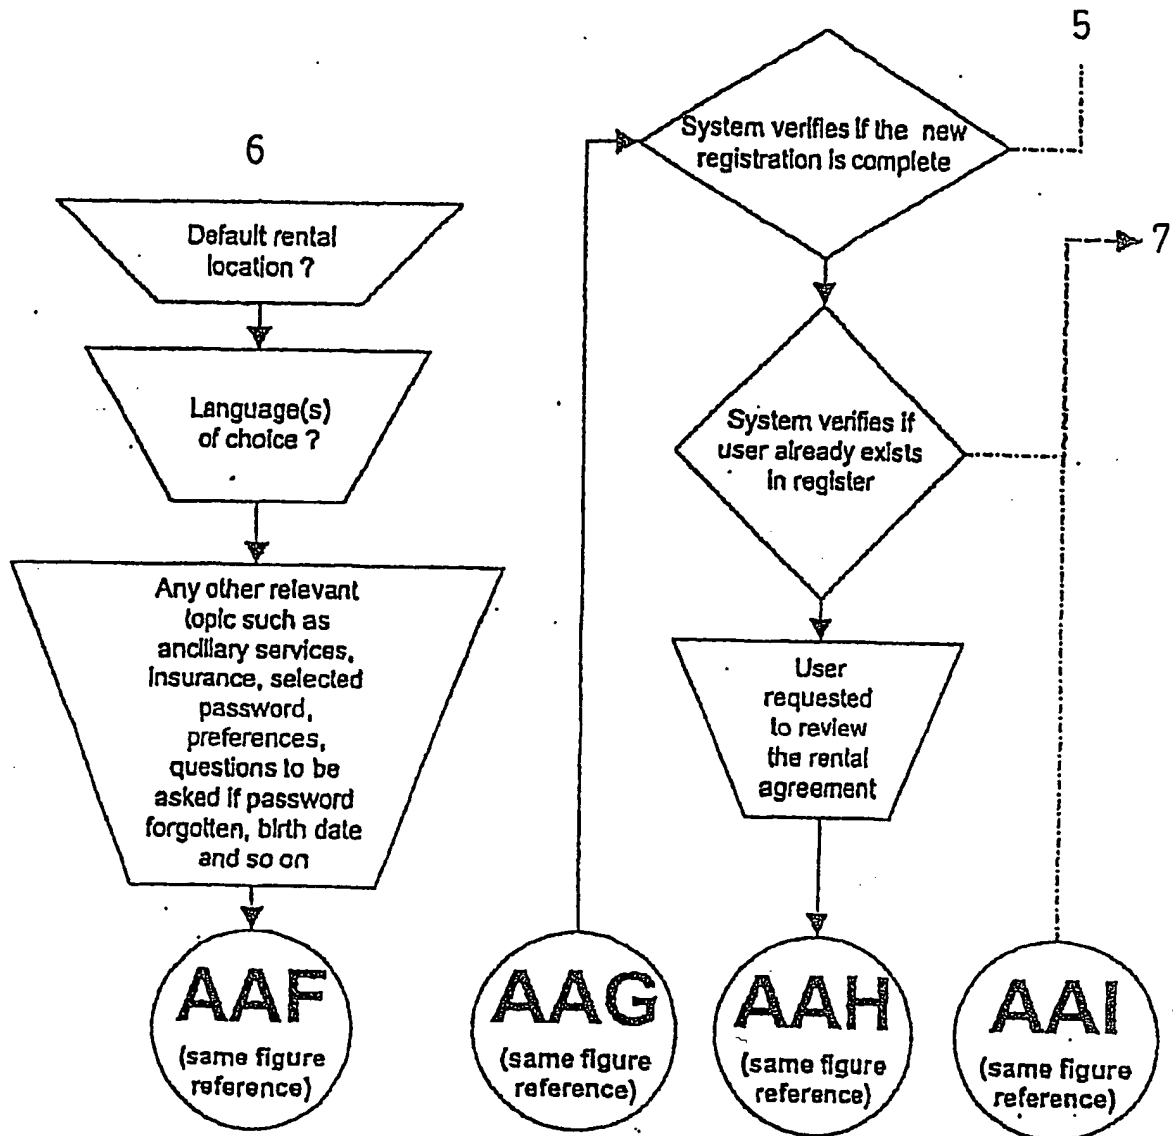 6
Default rental
location ?
Language(s)
of choice ?
Any other relevant
topic such as
ancillary services,
insurance, selected
password,
preferences,
questions to be
asked if password
forgotten, birth date
and so on
AAF
(same figure
reference)
5
System verifies if the new
registration is complete
7
System verifies if
user already exists
in register
User
requested
to review
the rental
agreement
AAG
(same figure
reference)
AAH
(same figure
reference)
AAI
(same figure
reference)